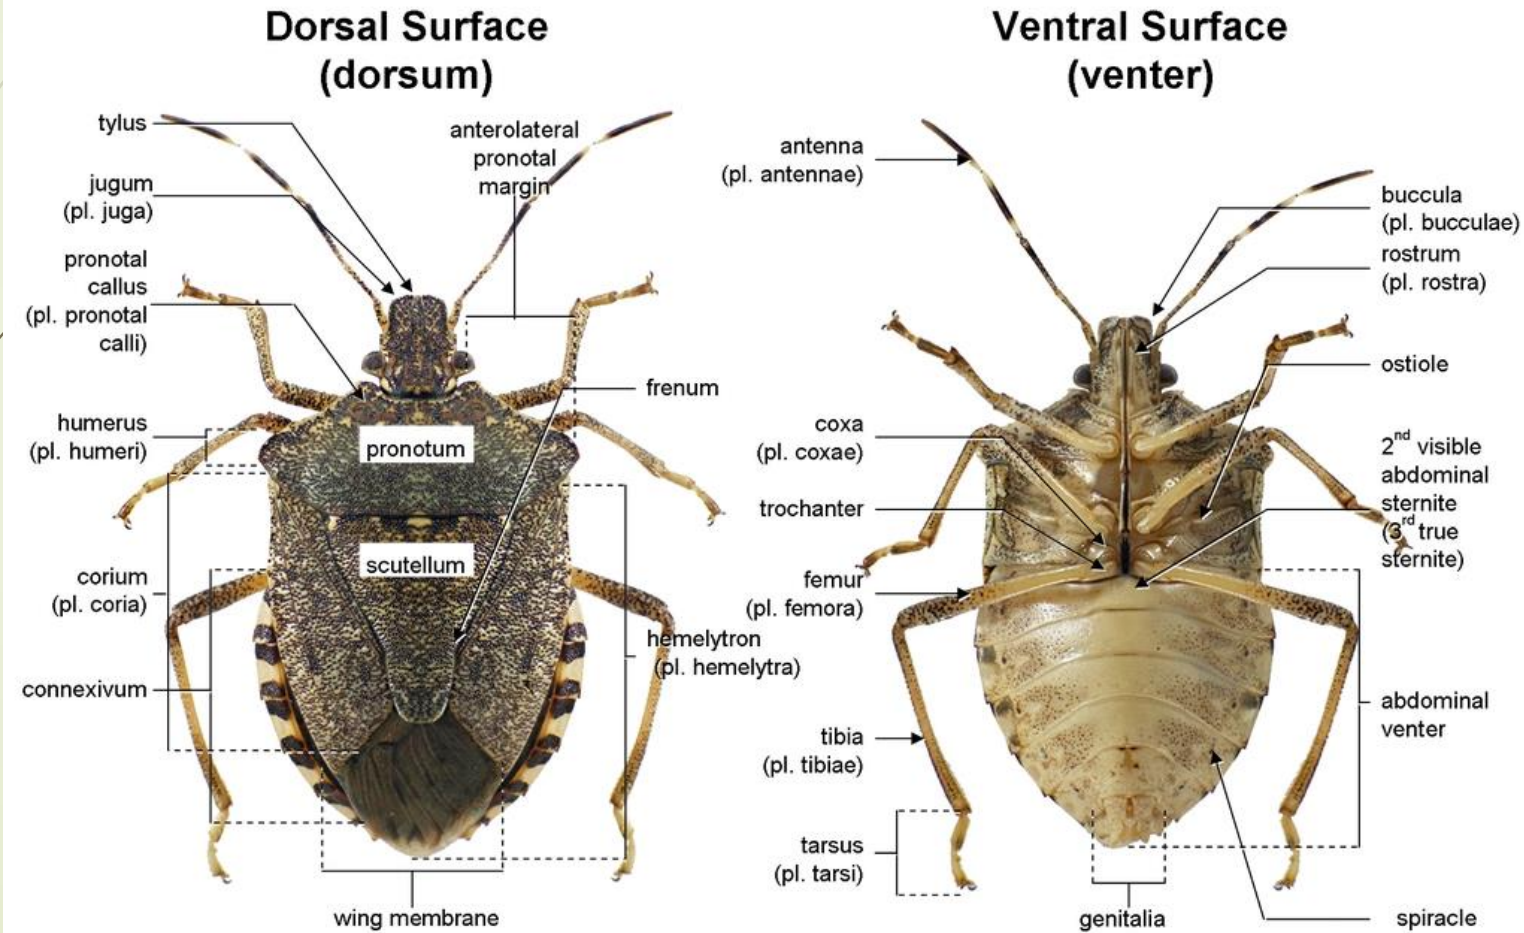 Dorsal Surface
(dorsum)
tylus
jugum
(pl. juga)
pronotal
callus
(pl. pronotal
calli)
humerus
(pl. humeri)
corium
(pl. coria)
connexivum
anterolateral
pronotal
margin
frenum
pronotum
scutellum
hemelytron
(pl. hemelytra)
wing membrane
Ventral Surface
(venter)
antenna
(pl. antennae)
coxa
(pl. coxae)
trochanter
femur
(pl. femora)
tibia
(pl. tibiae)
tarsus
(pl. tarsi)
buccula
(pl. bucculae)
rostrum
(pl. rostra)
ostiole
2nd visible
abdominal
sternite
(3rd true
sternite)
abdominal
venter
genitalia
spiracle